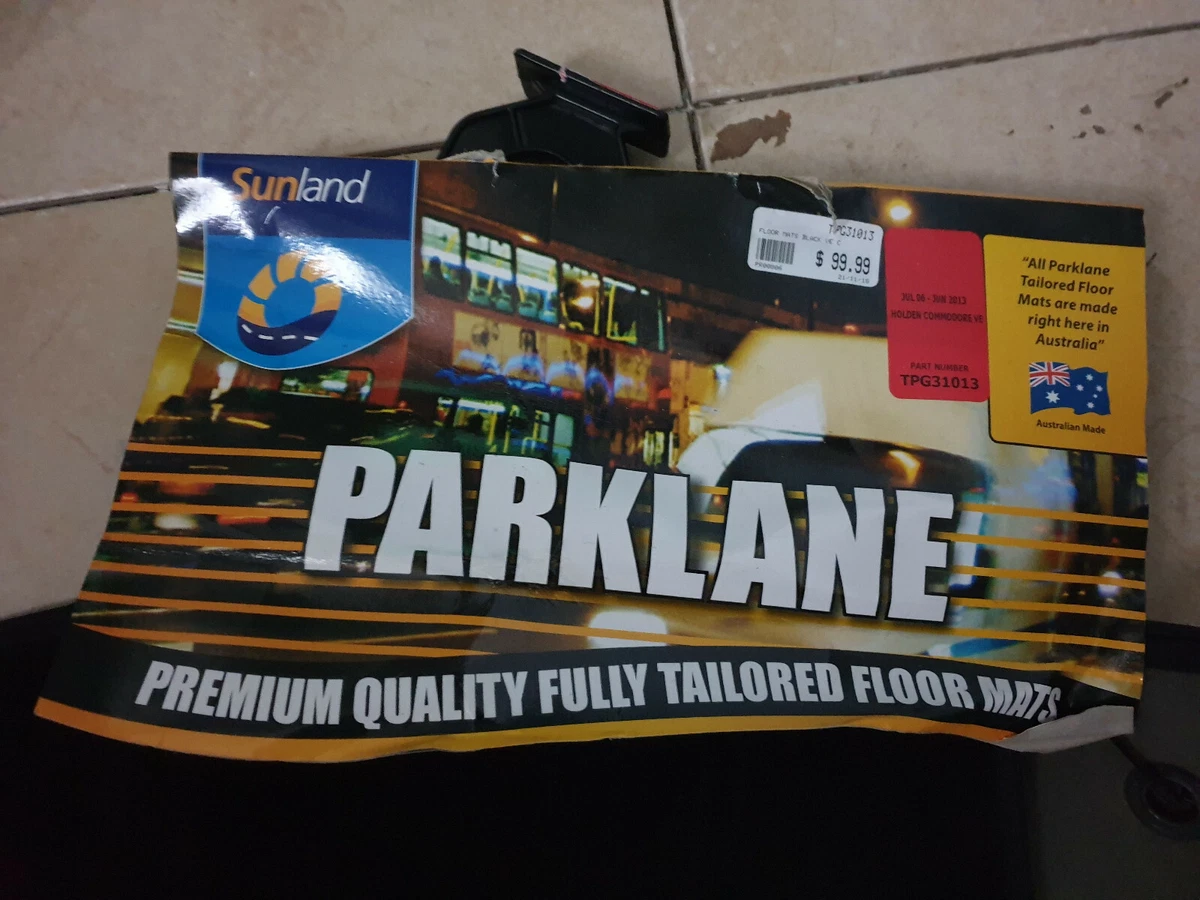 Sunland
TPG31013
FLOOR MATS BLACK VE C
$ 99.99
JUL 06 - JUN 2013
HOLDEN COMMODORE VE
PART NUMBER
TPG31013
“All Parklane
Tailored Floor
Mats are made
right here in
Australia”
Australian Made
PARKLANE
PREMIUM QUALITY FULLY TAILORED FLOOR MATS